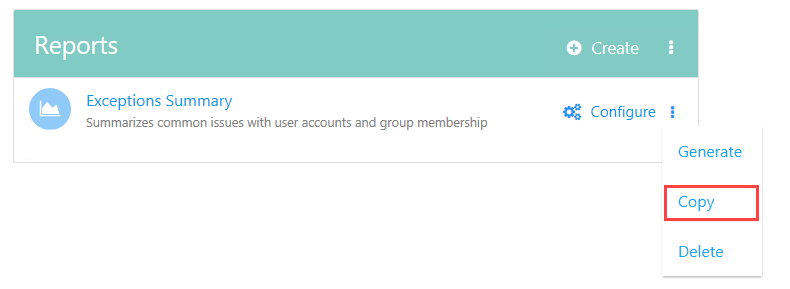 Reports
Create
Exceptions Summary
Configure
Summarizes common issues with user accounts and group membership
Generate
Copy
Delete